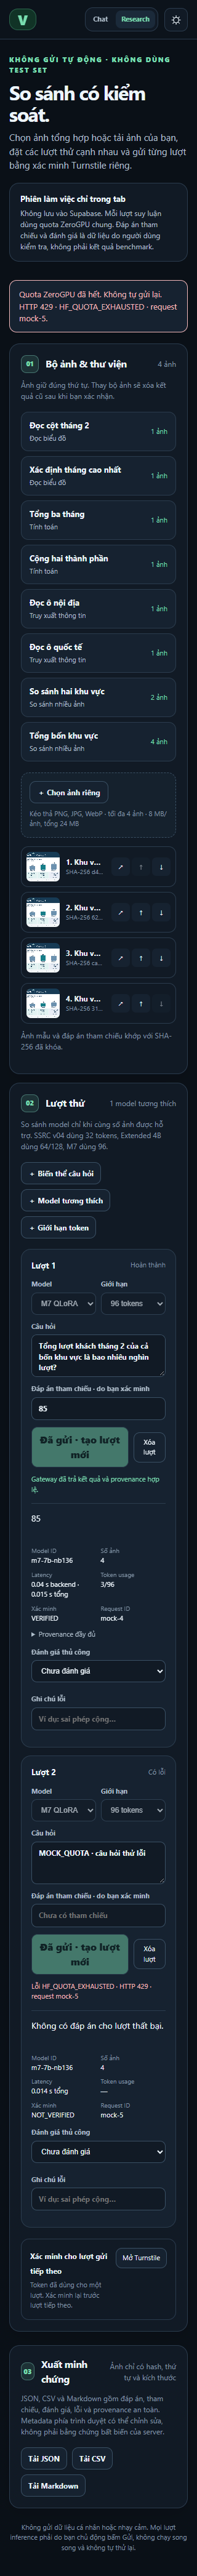 V
Chat
Research
KHÔNG GỬI TỰ ĐỘNG · KHÔNG DÙNG
TEST SET
So sánh có kiểm
soát.
Chọn ảnh tổng hợp hoặc tải ảnh của bạn,
đặt các lượt cạnh nhau và gửi từng lượt
bằng xác minh Turnstile riêng.
Phiên làm việc chỉ trong tab
Không lưu vào Supabase. Mỗi lượt suy luận
dùng quota ZeroGPU chung. Đáp án tham
chiếu và đánh giá là dữ liệu do người dùng
kiểm tra, không phải kết quả benchmark.
Quota ZeroGPU đã hết. Không tự gửi lại.
HTTP 429 · HF_QUOTA_EXHAUSTED · request
mock-5.
01
Bộ ảnh & thư viện
4 ảnh
Ảnh giữ đúng thứ tự. Thay bộ ảnh sẽ xóa kết
quả cũ sau khi bạn xác nhận.
Đọc cột tháng 2
Đọc biểu đồ
1 ảnh
Xác định tháng cao nhất
Đọc biểu đồ
1 ảnh
Tổng ba tháng
Tính toán
1 ảnh
Cộng hai thành phần
Tính toán
1 ảnh
Đọc ô nội địa
Truy xuất thông tin
1 ảnh
Đọc ô quốc tế
Truy xuất thông tin
1 ảnh
So sánh hai khu vực
So sánh nhiều ảnh
2 ảnh
Tổng bốn khu vực
So sánh nhiều ảnh
4 ảnh
+ Chọn ảnh riêng
Kéo thả PNG, JPG, WebP · tối đa 4 ảnh · 8 MB/
ảnh, tổng 24 MB
1. Khu v...
SHA-256 d4...
↗ ↑ ↓
2. Khu v...
SHA-256 62...
↗ ↑ ↓
3. Khu v...
SHA-256 ca...
↗ ↑ ↓
4. Khu v...
SHA-256 31...
↗ ↑ ↓
Ảnh mẫu và đáp án tham chiếu khớp với SHA-
256 đã khóa.
02
Lượt thử
1 model tương thích
So sánh model chỉ khi cùng số ảnh được hỗ
trợ. SSRC v4 dùng 32 tokens, Extended 48
dùng 64/128, M7 dùng 96.
+ Biến thể câu hỏi
+ Model tương thích
+ Giới hạn token
Lượt 1
Hoàn thành
Model
Giới hạn
M7 QLoRA
96 tokens
Câu hỏi
Tổng lượt khách tháng 2 của cả
bốn khu vực là bao nhiêu nghìn
lượt?
Đáp án tham chiếu · do bạn xác minh
85
Đã gửi · tạo lượt
mới
Xóa
lượt
Gateway đã trả kết quả và provenance hợp
lệ.
85
Model ID
Số ảnh
m7-7b-nb136
4
Latency
Token usage
0.04 s backend ·
0.015 s tổng
3/96
Xác minh
Request ID
VERIFIED
mock-4
▶ Provenance đầy đủ
Đánh giá thủ công
Chưa đánh giá
Ghi chú lỗi
Ví dụ: sai phép cộng...
Lượt 2
Có lỗi
Model
Giới hạn
M7 QLoRA
96 tokens
Câu hỏi
MOCK_QUOTA · câu hỏi thử lỗi
Đáp án tham chiếu · do bạn xác minh
Chưa có tham chiếu
Đã gửi · tạo lượt
mới
Xóa
lượt
Lỗi HF_QUOTA_EXHAUSTED · HTTP 429 ·
request mock-5
Không có đáp án cho lượt thất bại.
Model ID
Số ảnh
m7-7b-nb136
4
Latency
Token usage
0.014 s tổng
—
Xác minh
Request ID
NOT_VERIFIED
mock-5
Đánh giá thủ công
Chưa đánh giá
Ghi chú lỗi
Ví dụ: sai phép cộng...
Xác minh cho lượt gửi
tiếp theo
Token đã dùng cho một
lượt. Xác minh lại trước
lượt tiếp theo.
Mở Turnstile
03
Xuất minh
chứng
Ảnh chỉ có hash, thứ
tự và kích thước
JSON, CSV và Markdown gồm đáp án, tham
chiếu, đánh giá, lỗi và provenance an toàn.
Metadata phía trình duyệt có thể chỉnh sửa,
không phải bằng chứng bất biến của server.
Tải JSON
Tải CSV
Tải Markdown
Không gửi dữ liệu cá nhân hoặc nhạy cảm. Mọi lượt
inference phải do bạn chủ động bấm Gửi, không chạy song
song và không tự thử lại.